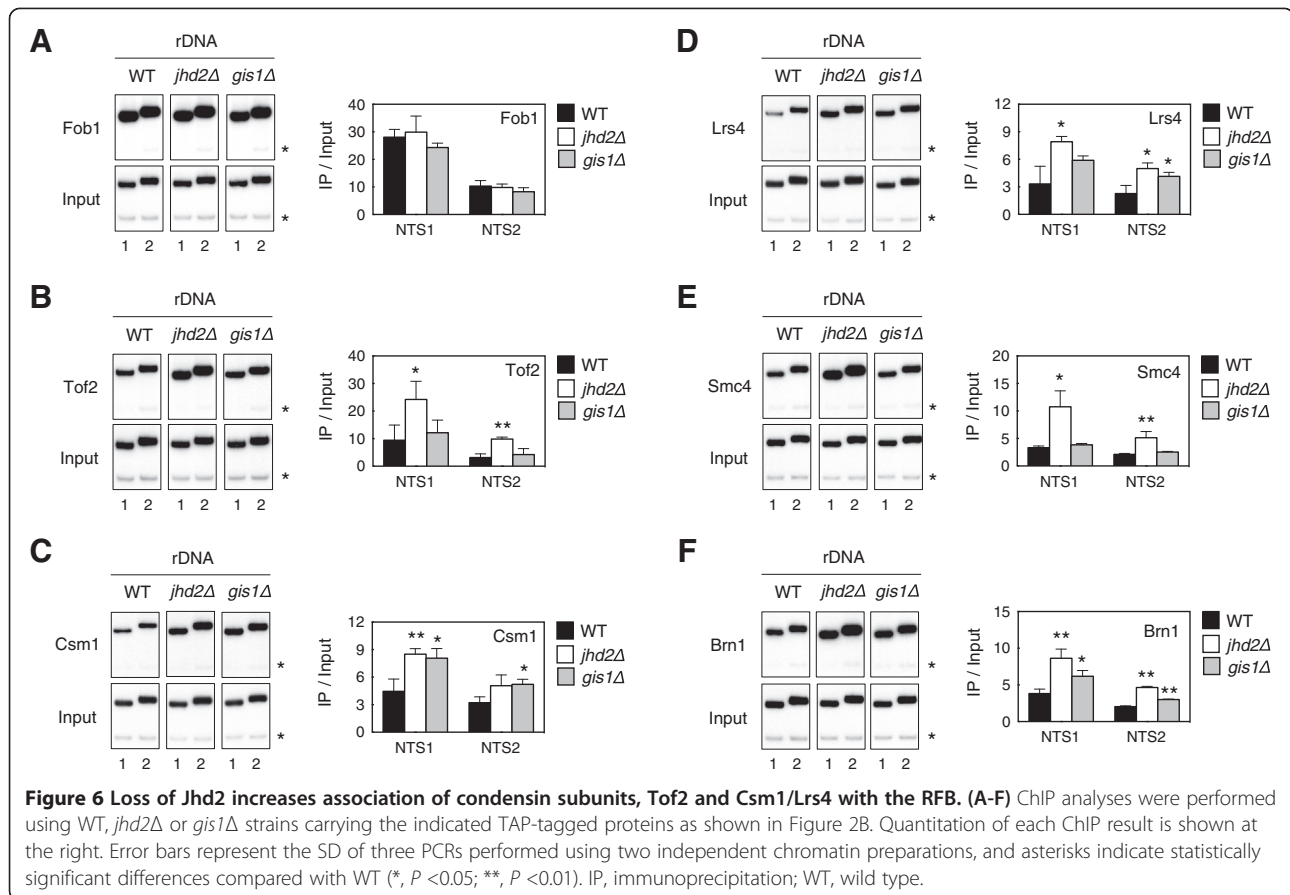 A
rDNA
WT jhd2Δ gis1Δ
Fob1
*
Input
*
1 2 1 2 1 2
IP / Input
40
30
20
10
0
Fob1
NTS1 NTS2
WT
jhd2Δ
gis1Δ
B
rDNA
WT jhd2Δ gis1Δ
Tof2
*
Input
*
1 2 1 2 1 2
IP / Input
40
30
20
10
0
Tof2
* **
NTS1 NTS2
WT
jhd2Δ
gis1Δ
C
rDNA
WT jhd2Δ gis1Δ
Csm1
*
Input
*
1 2 1 2 1 2
IP / Input
12
9
6
3
0
Csm1
** * *
NTS1 NTS2
WT
jhd2Δ
gis1Δ
D
rDNA
WT jhd2Δ gis1Δ
Lrs4
*
Input
*
1 2 1 2 1 2
IP / Input
12
9
6
3
0
Lrs4
* * *
NTS1 NTS2
WT
jhd2Δ
gis1Δ
E
rDNA
WT jhd2Δ gis1Δ
Smc4
*
Input
*
1 2 1 2 1 2
IP / Input
20
15
10
5
0
Smc4
* **
NTS1 NTS2
WT
jhd2Δ
gis1Δ
F
rDNA
WT jhd2Δ gis1Δ
Brn1
*
Input
*
1 2 1 2 1 2
IP / Input
15
10
5
0
Brn1
** * ** **
NTS1 NTS2
WT
jhd2Δ
gis1Δ
Figure 6 Loss of Jhd2 increases association of condensin subunits, Tof2 and Csm1/Lrs4 with the RFB. (A-F) ChIP analyses were performed
using WT, jhd2Δ or gis1Δ strains carrying the indicated TAP-tagged proteins as shown in Figure 2B. Quantitation of each ChIP result is shown at
the right. Error bars represent the SD of three PCRs performed using two independent chromatin preparations, and asterisks indicate statistically
significant differences compared with WT (*, P <0.05; **, P <0.01). IP, immunoprecipitation; WT, wild type.